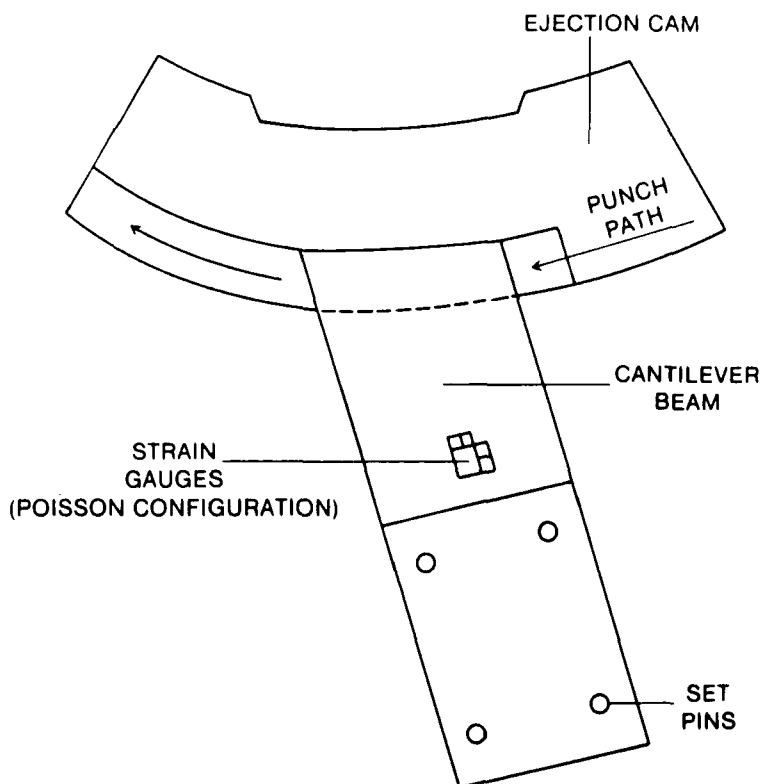 EJECTION CAM
PUNCH
PATH
CANTILEVER
BEAM
STRAIN
GAUGES
(POISSON CONFIGURATION)
SET
PINS